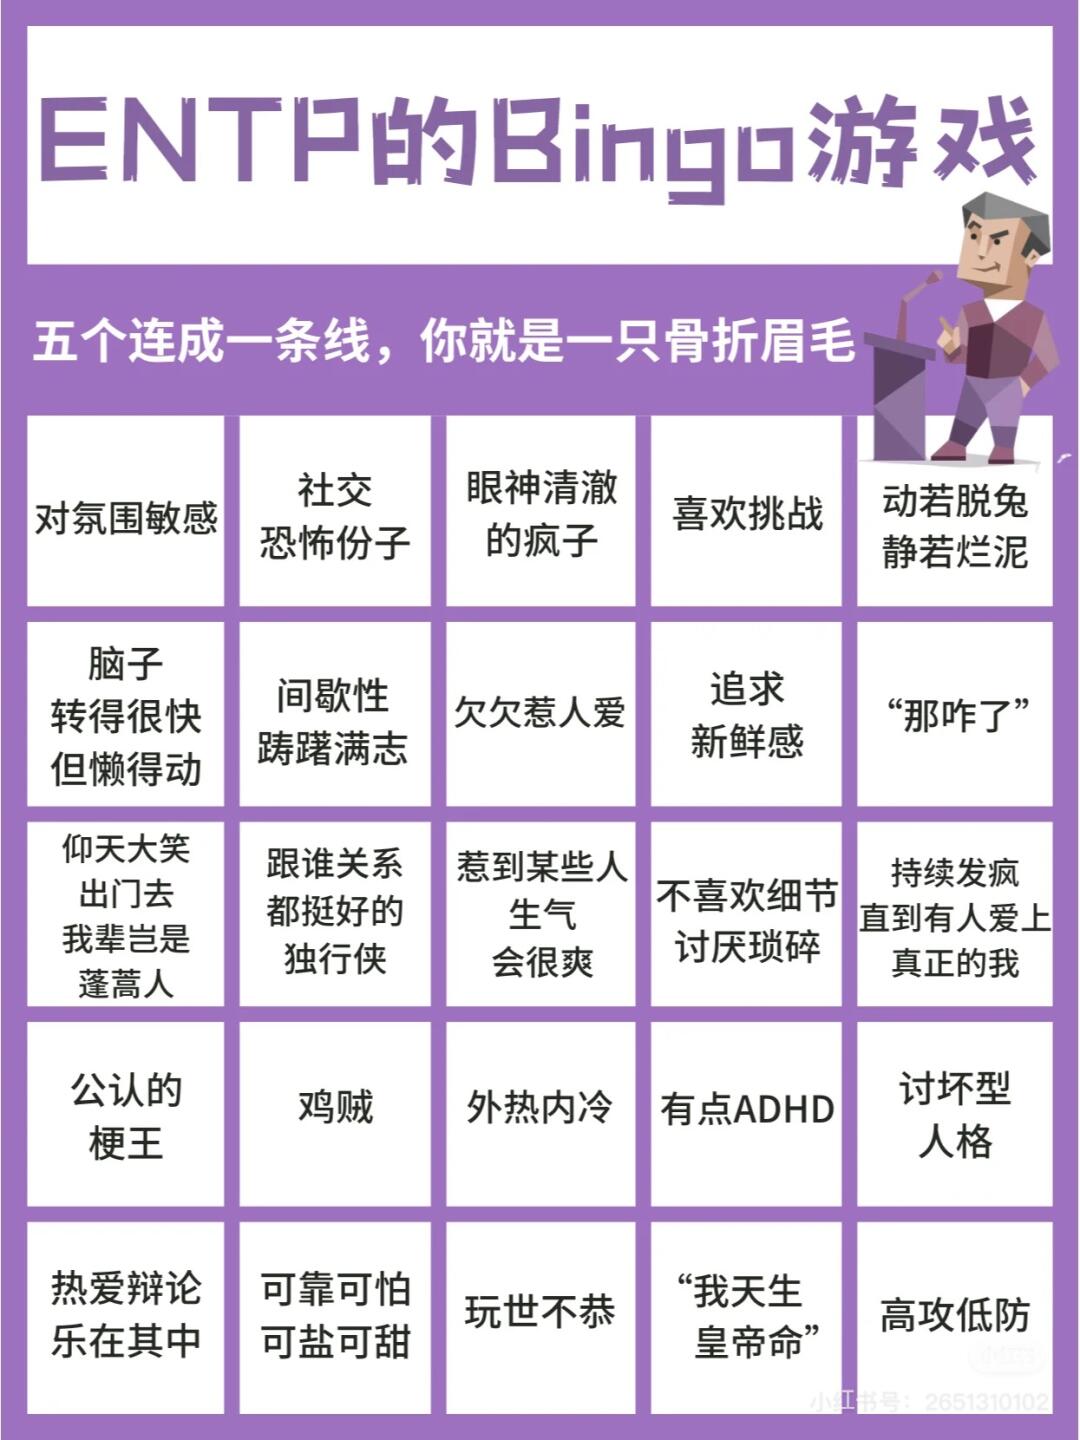 ENTP的Bingo游戏
五个连成一条线，你就是一只骨折眉毛
对氛围敏感
社交
恐怖份子
眼神清澈
的疯子
喜欢挑战
动若脱兔
静若烂泥
脑子
转得很快
但懒得动
间歇性
踌躇满志
欠欠惹人爱
追求
新鲜感
“那咋了”
仰天大笑
出门去
我辈岂是
蓬蒿人
跟谁关系
都挺好的
独行侠
惹到某些人
生气
会很爽
不喜欢细节
讨厌琐碎
持续发疯
直到有人爱上
真正的我
公认的
梗王
鸡贼
外热内冷
有点ADHD
讨坏型
人格
热爱辩论
乐在其中
可靠可怕
可盐可甜
玩世不恭
“我天生
皇帝命”
高攻低防
小红书
小红书号：2651310102